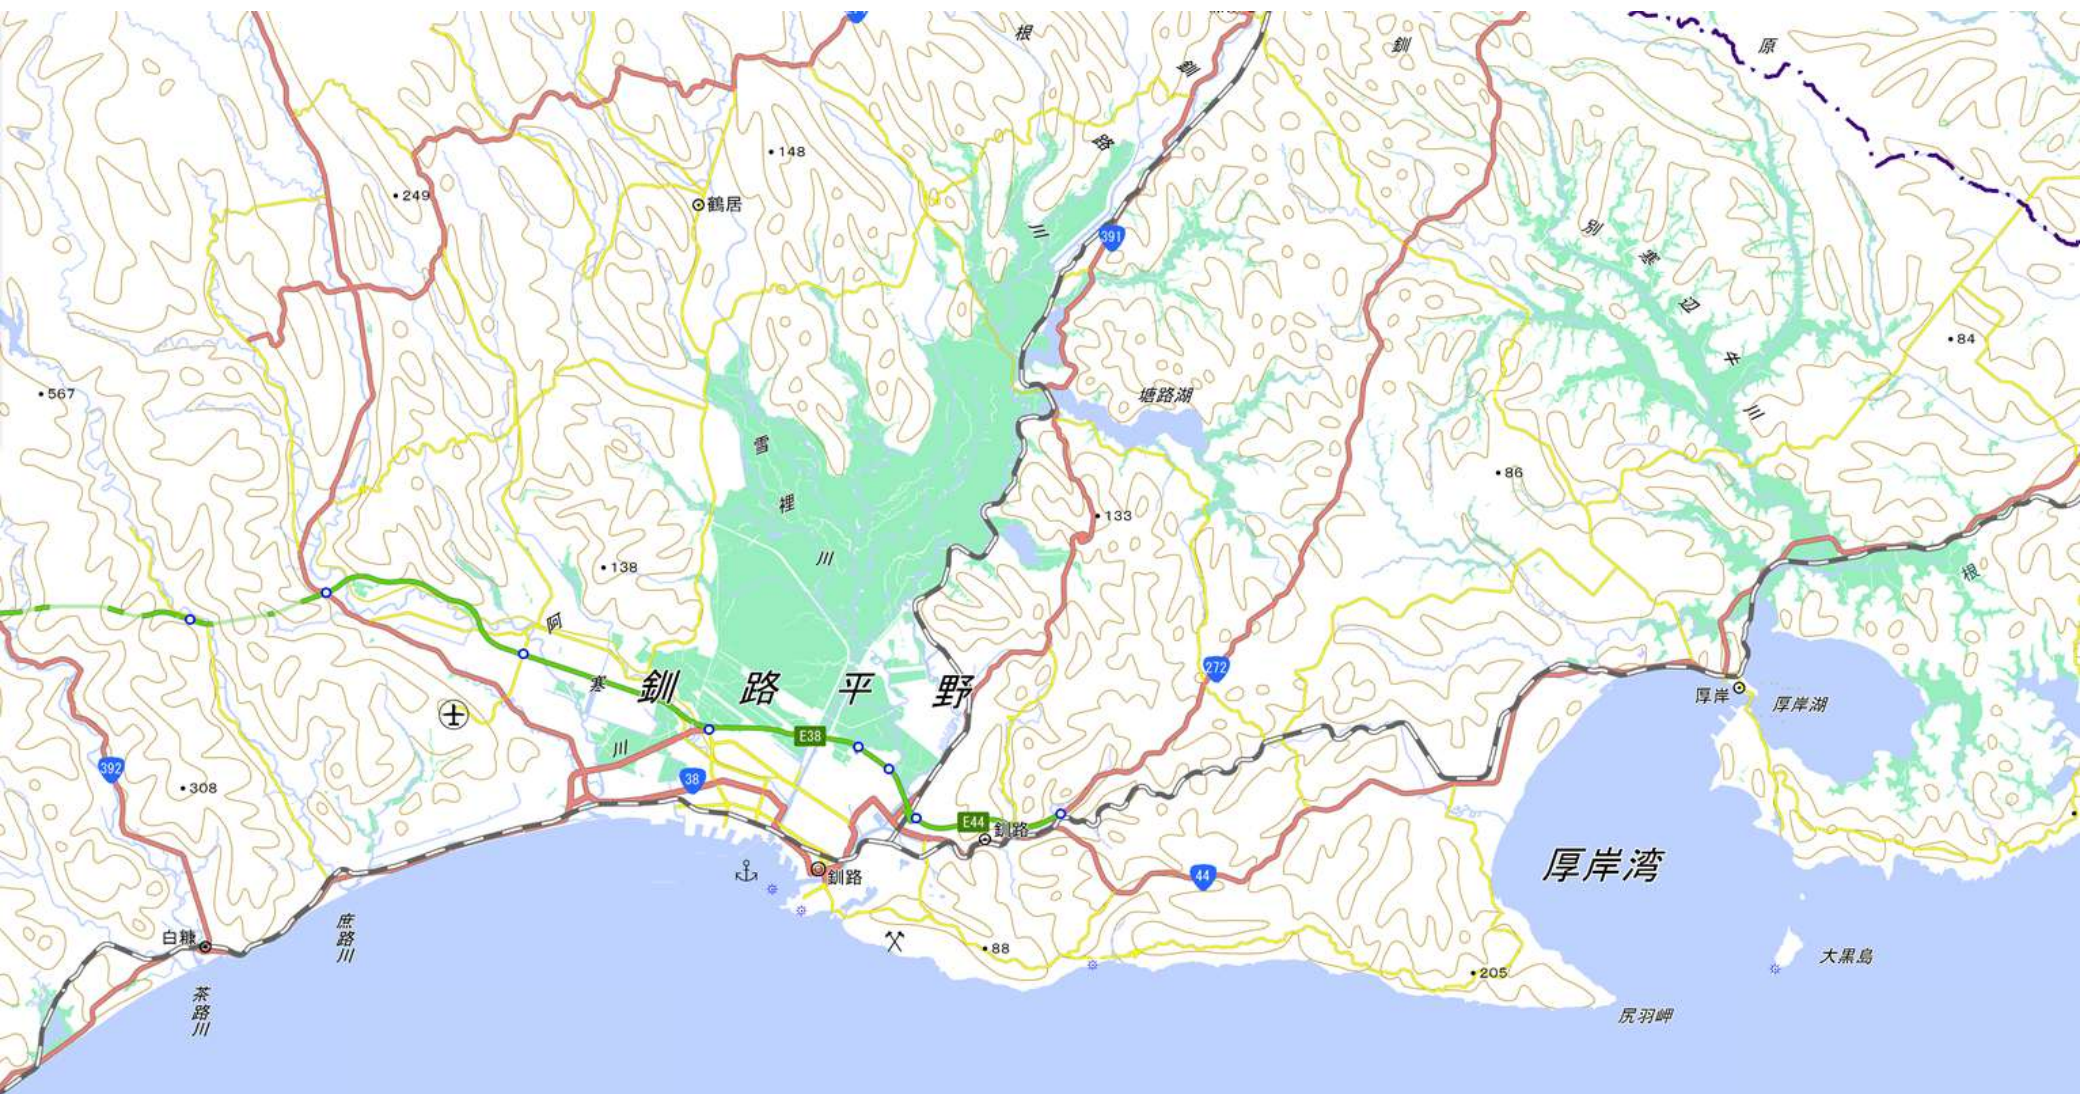 根
釧
原
釧
路
148
249
鶴居
川
391
別
寒
辺
牛
川
84
567
塘路湖
雪
裡
川
86
133
138
根
阿
寒
川
釧路平野
272
厚岸
厚岸湖
E38
392
38
308
E44
釧路
釧路
44
厚岸湾
庶路川
白糠
88
205
大黒島
茶路川
尻羽岬